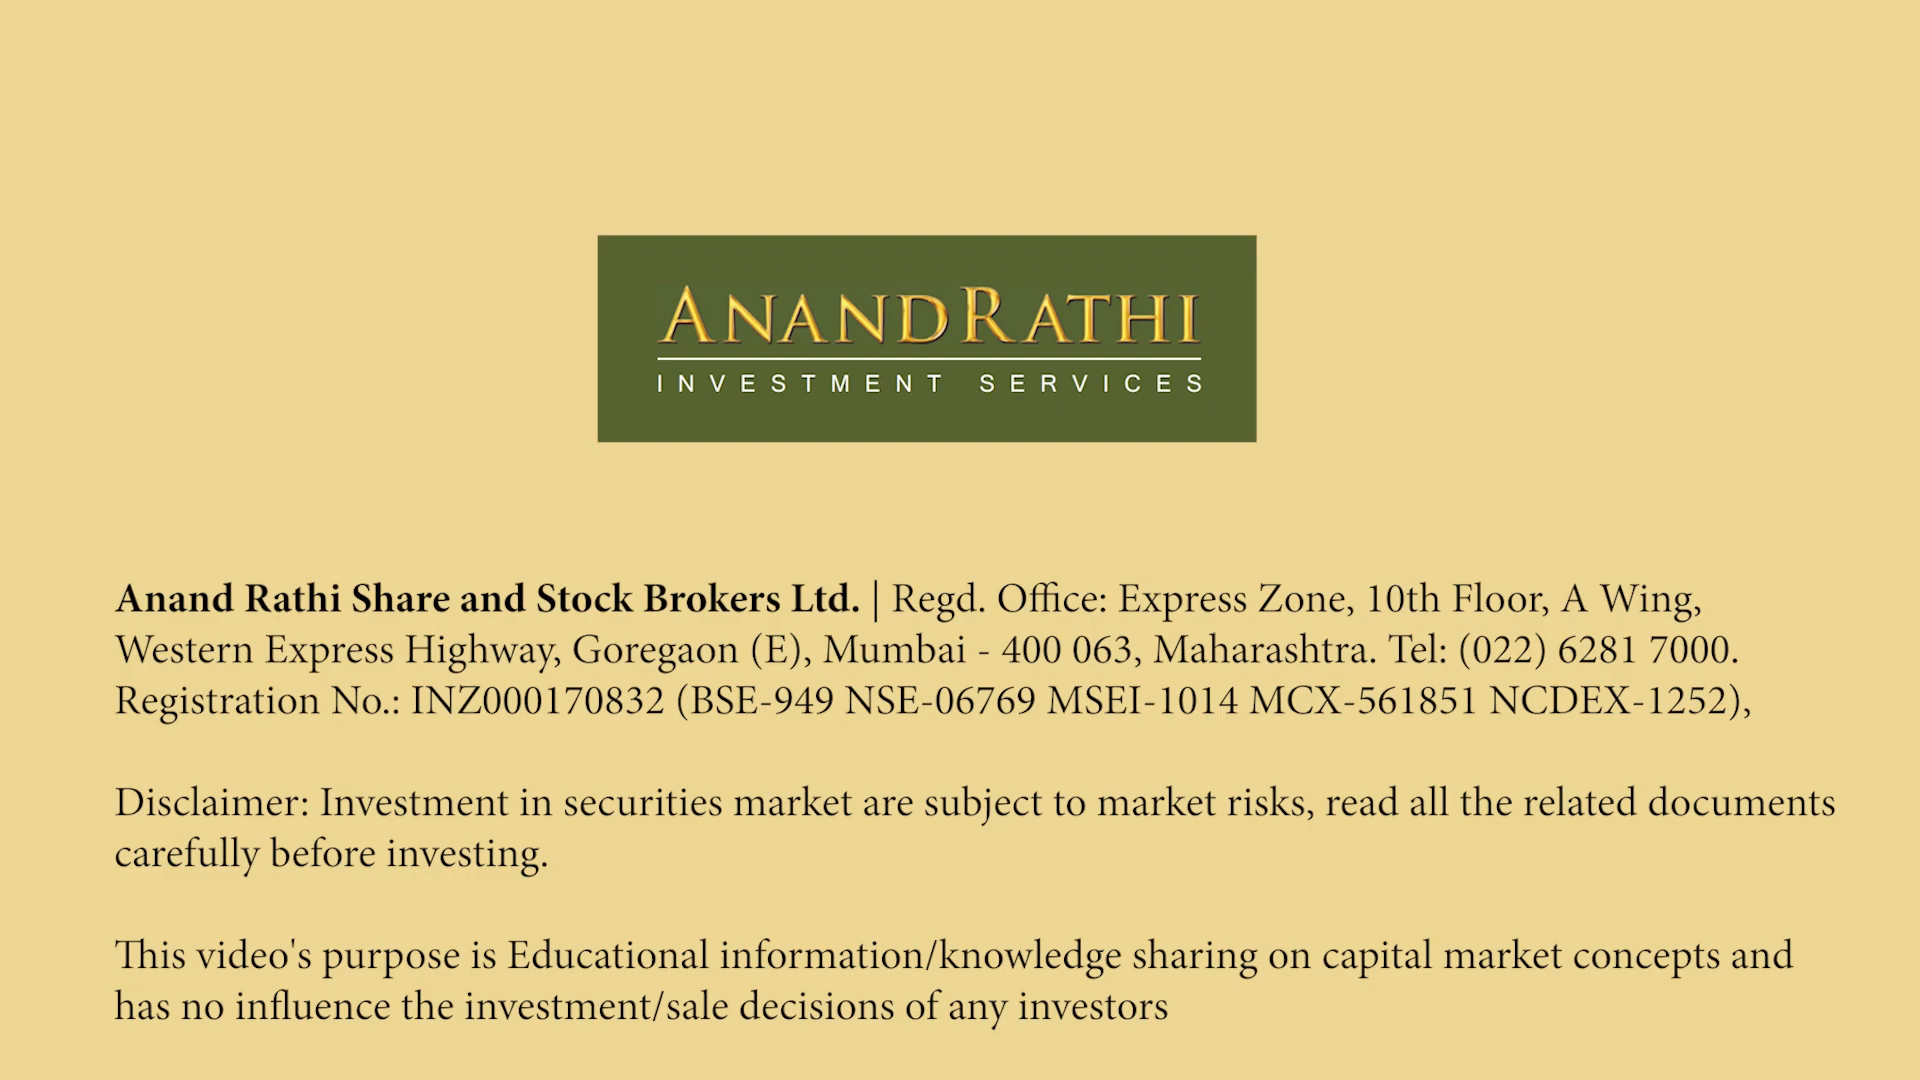 ANANDRATHI
INVESTMENT SERVICES
Anand Rathi Share and Stock Brokers Ltd. | Regd. Office: Express Zone, 10th Floor, A Wing,
Western Express Highway, Goregaon (E), Mumbai - 400 063, Maharashtra. Tel: (022) 6281 7000.
Registration No.: INZ000170832 (BSE-949 NSE-06769 MSEI-1014 MCX-561851 NCDEX-1252),
Disclaimer: Investment in securities market are subject to market risks, read all the related documents
carefully before investing.
This video's purpose is Educational information/knowledge sharing on capital market concepts and
has no influence the investment/sale decisions of any investors